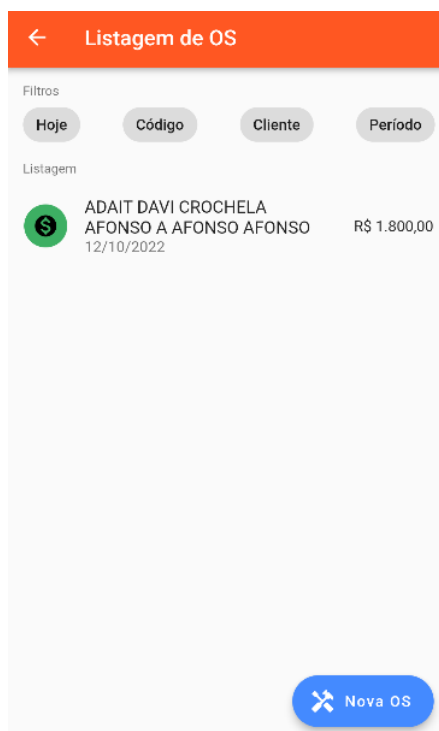 Listagem de OS
Filtros
Hoje Código Cliente Período
Listagem
ADAIT DAVI CROCHELA
AFONSO A AFONSO AFONSO R$ 1.800,00
12/10/2022
Nova OS